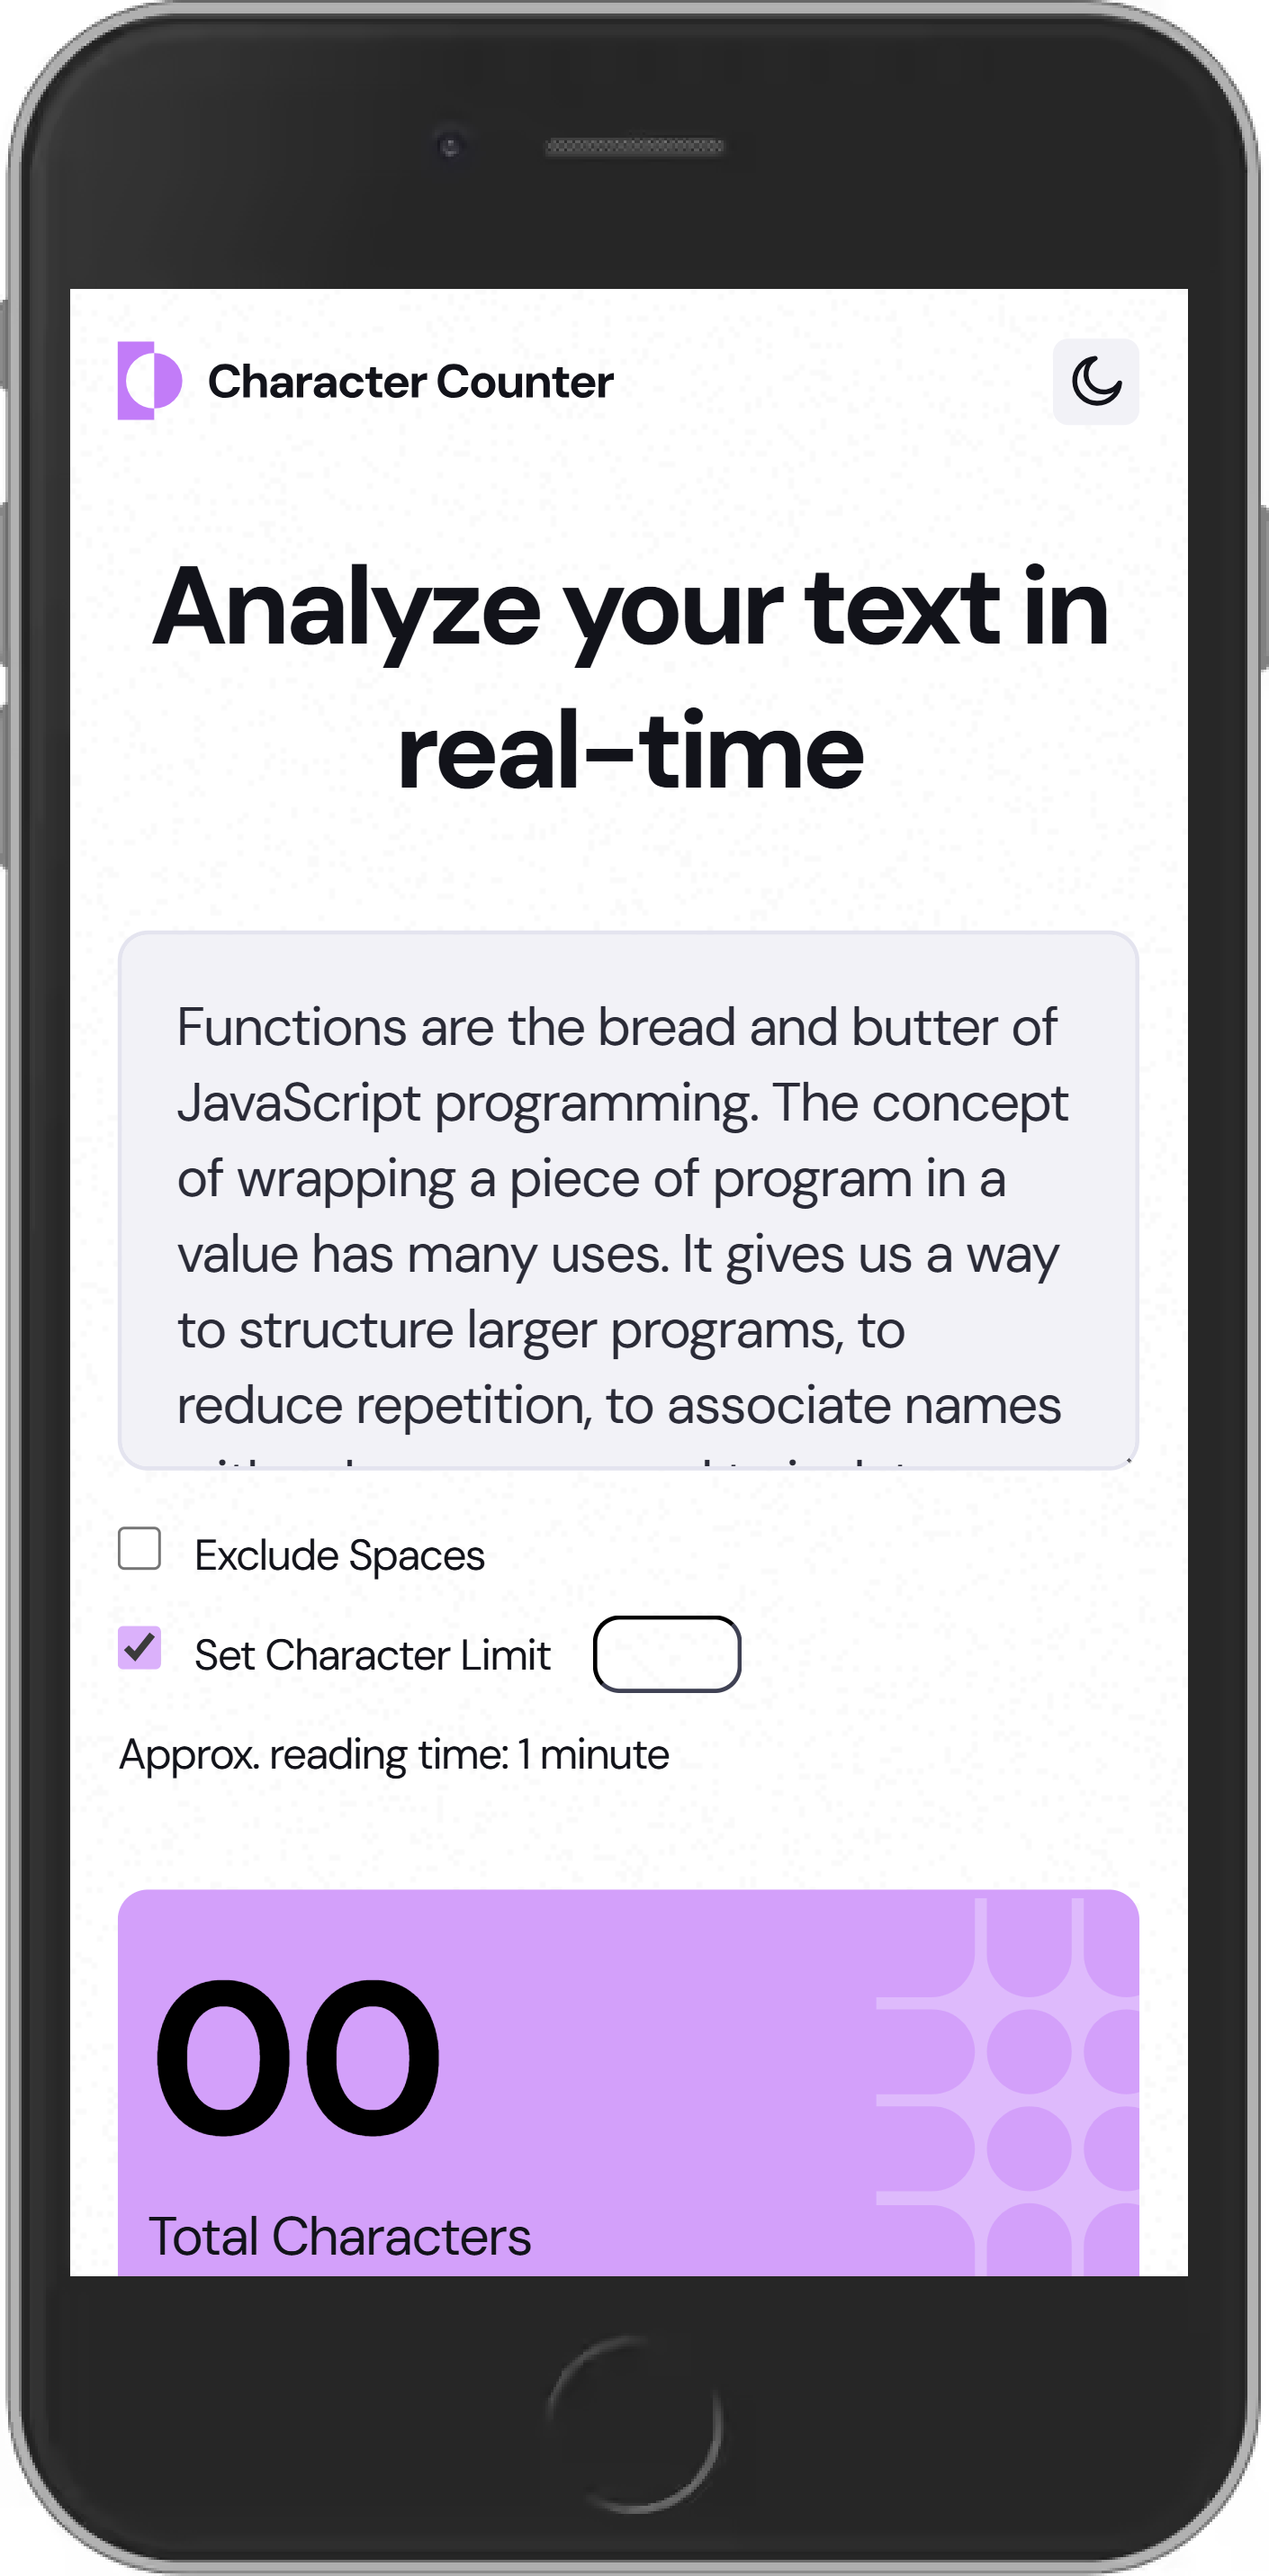 Character Counter
Analyze your text in
real-time
Functions are the bread and butter of
JavaScript programming. The concept
of wrapping a piece of program in a
value has many uses. It gives us a way
to structure larger programs, to
reduce repetition, to associate names
Exclude Spaces
Set Character Limit
Approx. reading time: 1 minute
00
Total Characters